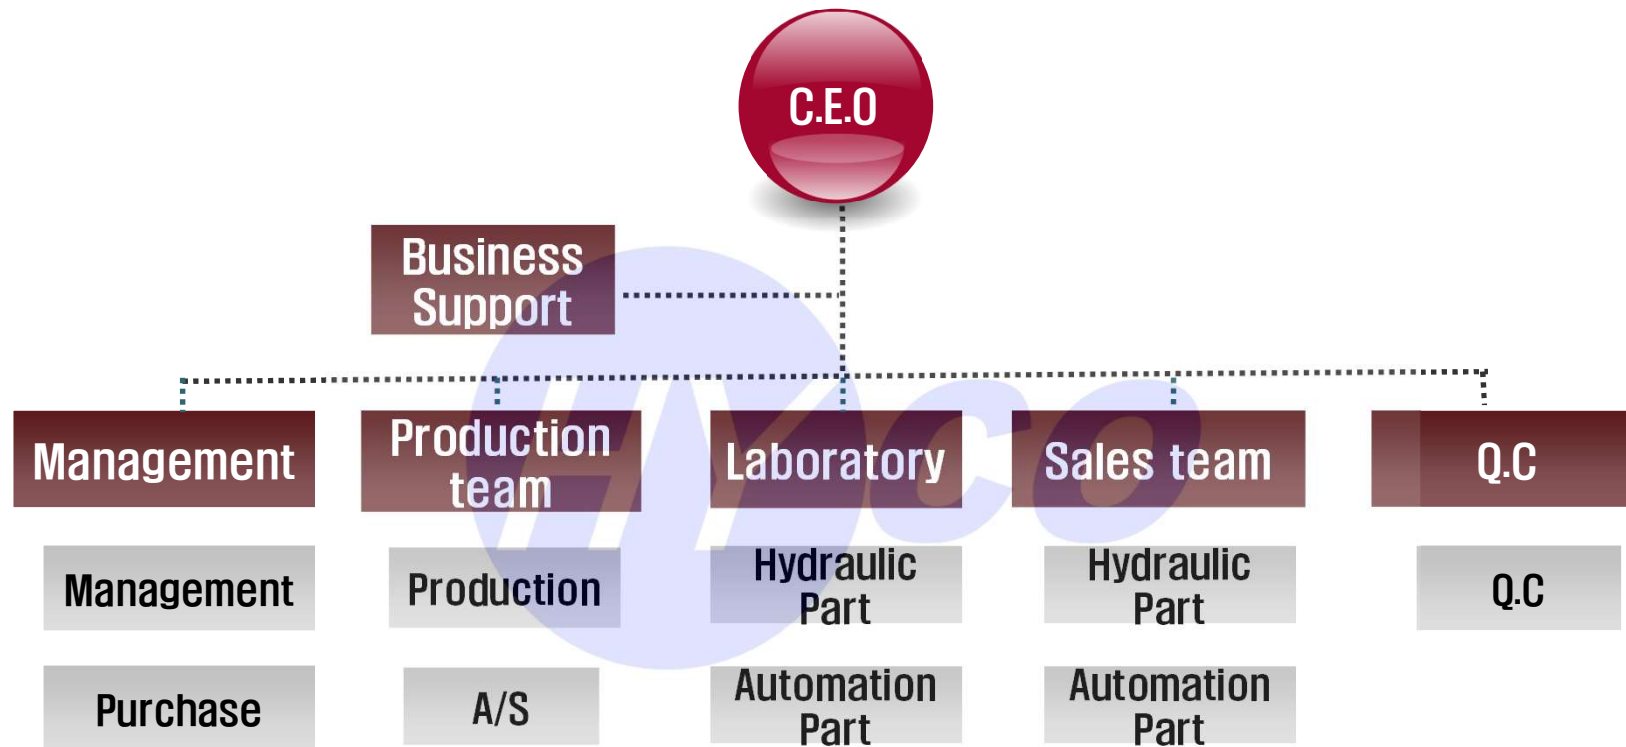 C.E.O
Business
Support
Management
Production
team
Laboratory
Sales team
Q.C
Management
Production
Hydraulic
Part
Hydraulic
Part
Q.C
Purchase
A/S
Automation
Part
Automation
Part
HYco